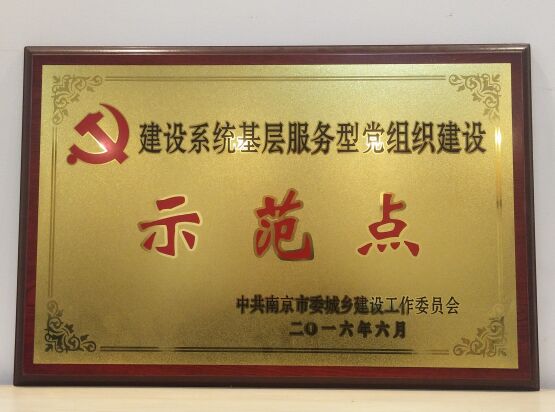 建设系统基层服务型党组织建设
示范点
中共南京市委城乡建设工作委员会
二〇一六年六月